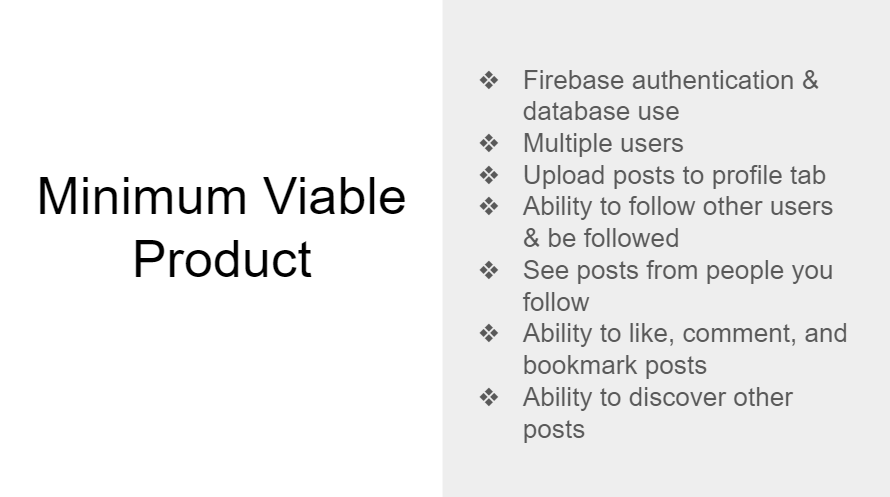 Minimum Viable
Product
❖ Firebase authentication &
database use
❖ Multiple users
❖ Upload posts to profile tab
❖ Ability to follow other users
& be followed
❖ See posts from people you
follow
❖ Ability to like, comment, and
bookmark posts
❖ Ability to discover other
posts